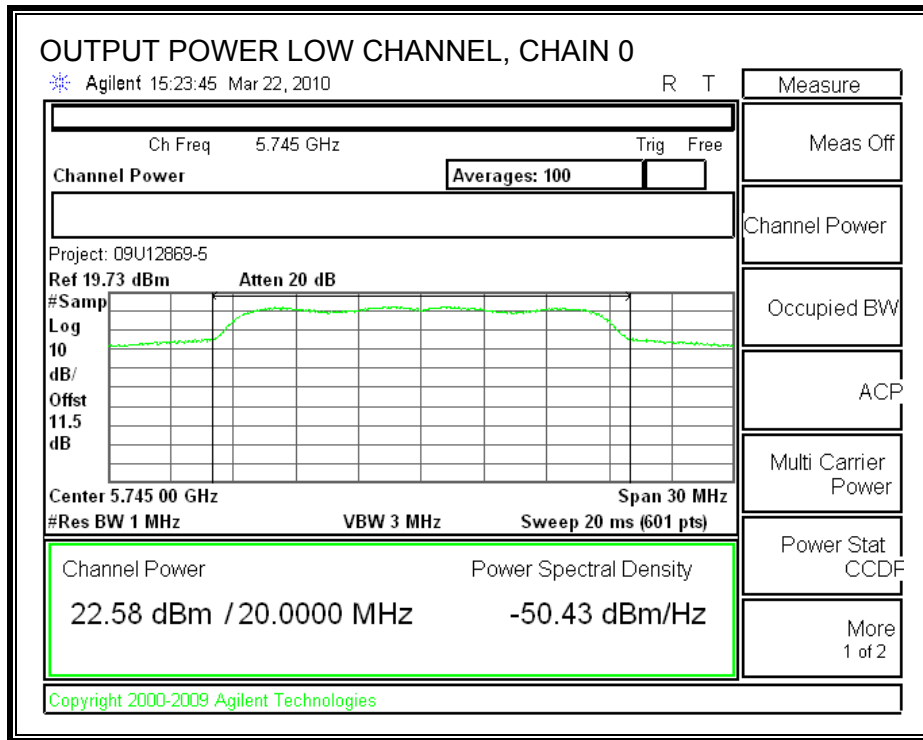 OUTPUT POWER LOW CHANNEL, CHAIN 0
Agilent 15:23:45 Mar 22, 2010 R T
Measure
Ch Freq 5.745 GHz Trig Free
Meas Off
Channel Power Averages: 100
Channel Power
Project: 09U12869-5
Ref 19.73 dBm Atten 20 dB
#Samp
Log
10
dB/
Offst
11.5
dB
Occupied BW
ACP
Multi Carrier
Power
Center 5.745 00 GHz Span 30 MHz
#Res BW 1 MHz VBW 3 MHz Sweep 20 ms (601 pts)
Power Stat
CCDF
Channel Power Power Spectral Density
22.58 dBm / 20.0000 MHz -50.43 dBm/Hz
More
1 of 2
Copyright 2000-2009 Agilent Technologies